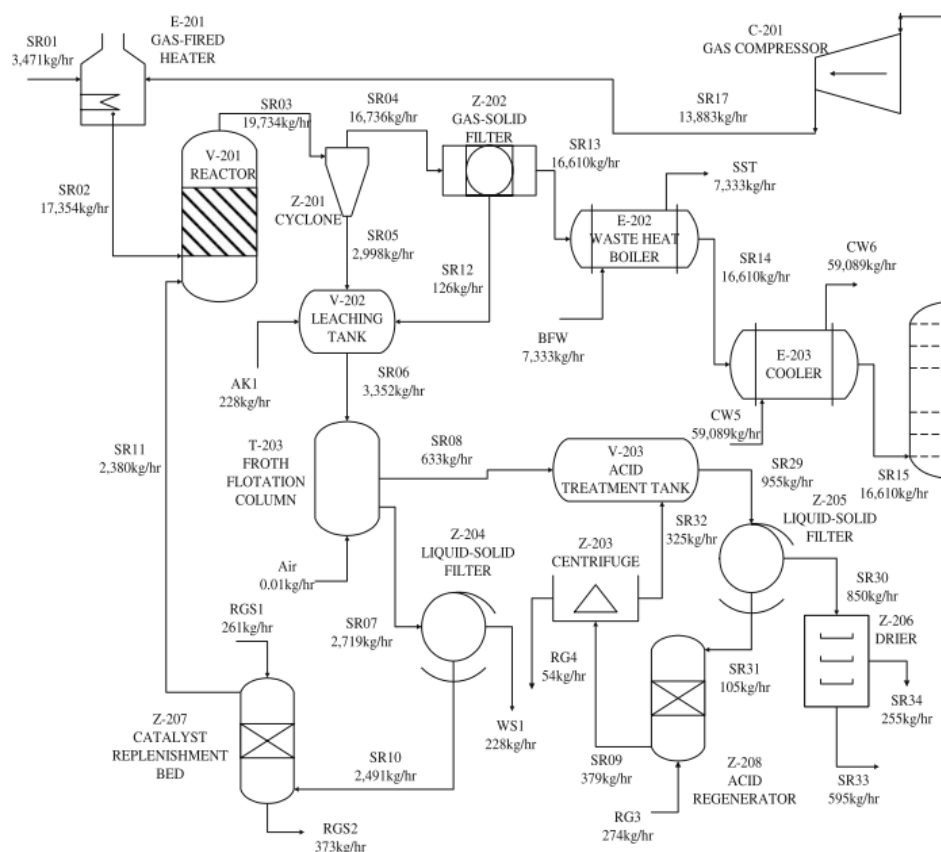 E-201
GAS-FIRED
HEATER
SR01
3,471kg/hr
C-201
GAS COMPRESSOR
SR03
19,734kg/hr
SR04
16,736kg/hr
Z-202
GAS-SOLID
FILTER
SR17
13,883kg/hr
SR13
16,610kg/hr
V-201
REACTOR
SR02
17,354kg/hr
Z-201
CYCLONE
SST
7,333kg/hr
E-202
WASTE HEAT
BOILER
SR05
2,998kg/hr
SR12
126kg/hr
SR14
16,610kg/hr
CW6
59,089kg/hr
V-202
LEACHING
TANK
BFW
7,333kg/hr
E-203
COOLER
AK1
228kg/hr
SR06
3,352kg/hr
CW5
59,089kg/hr
SR11
2,380kg/hr
T-203
FROTH
FLOTATION
COLUMN
SR08
633kg/hr
V-203
ACID
TREATMENT TANK
SR29
955kg/hr
SR15
16,610kg/hr
Z-205
LIQUID-SOLID
FILTER
SR32
325kg/hr
Z-204
LIQUID-SOLID
FILTER
Z-203
CENTRIFUGE
Air
0.01kg/hr
SR30
850kg/hr
RGS1
261kg/hr
SR07
2,719kg/hr
Z-206
DRIER
RG4
54kg/hr
SR31
105kg/hr
SR34
255kg/hr
Z-207
CATALYST
REPLENISHMENT
BED
WS1
228kg/hr
SR10
2,491kg/hr
SR09
379kg/hr
Z-208
ACID
REGENERATOR
SR33
595kg/hr
RG3
274kg/hr
RGS2
373kg/hr